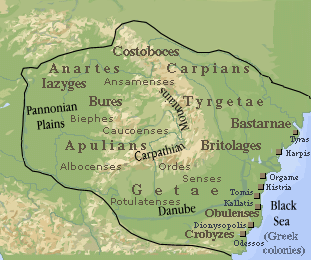 Costoboces
Anartes
Carpians
Iazyges
Ansamenses
Pannonian
Plains
Bures
Mountains
Tyrgetae
Biephes
Bastarnae
Caucoenses
Tyras
Apulians
Carpathian
Britolages
Harpis
Albocenses
Ordes
Senses
Orgame
Histria
Getae
Tomis
Potulatenses
Kallatis
Danube
Obulenses
Black
Sea
Dionysopolis
Crobyzes
(Greek
colonies)
Odessos